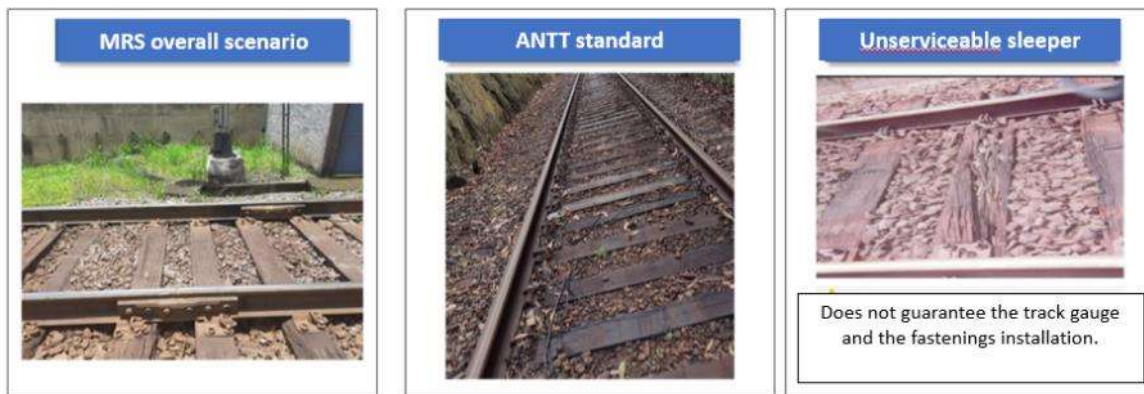 MRS overall scenario
ANTT standard
Unserviceable sleeper
Does not guarantee the track gauge
and the fastenings installation.